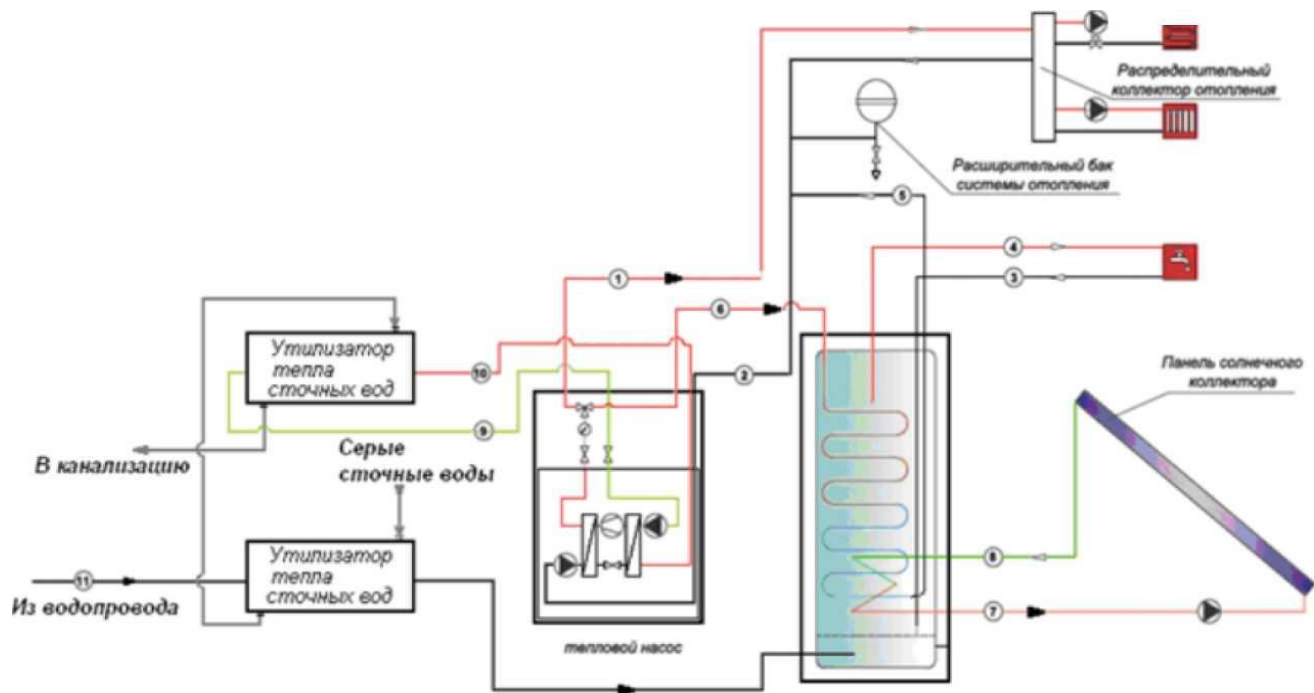 Распределительный
коллектор отопления
Расширительный бак
системы отопления
5
4
3
1
6
Утилизатор
тепла
сточных вод
10
2
Панель солнечного
коллектора
9
В канализацию
Серые
сточные воды
8
Утилизатор
тепла
сточных вод
11
Из водопровода
7
тепловой насос